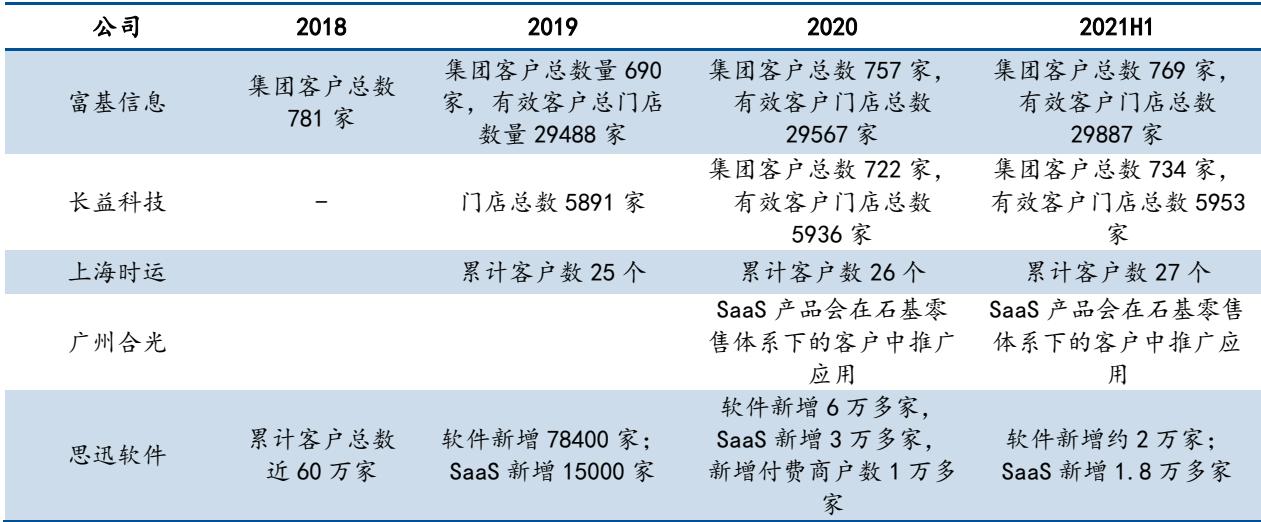 公司 2018 2019 2020 2021H1
富基信息
集团客户总数
781 家
集团客户总数量 690
家，有效客户总门店
数量 29488 家
集团客户总数 757 家，
有效客户门店总数
29567 家
集团客户总数 769 家，
有效客户门店总数
29887 家
长益科技
-
门店总数 5891 家
集团客户总数 722 家，
有效客户门店总数
5936 家
集团客户总数 734 家，
有效客户门店总数 5953
家
上海时运
累计客户数 25 个
累计客户数 26 个
累计客户数 27 个
广州合光
SaaS 产品会在石基零
售体系下的客户中推广
应用
SaaS 产品会在石基零售
体系下的客户中推广应
用
思迅软件
累计客户总数
近 60 万家
软件新增 78400 家；
SaaS 新增 15000 家
软件新增 6 万多家，
SaaS 新增 3 万多家，
新增付费商户数 1 万多
家
软件新增约 2 万家；
SaaS 新增 1.8 万多家